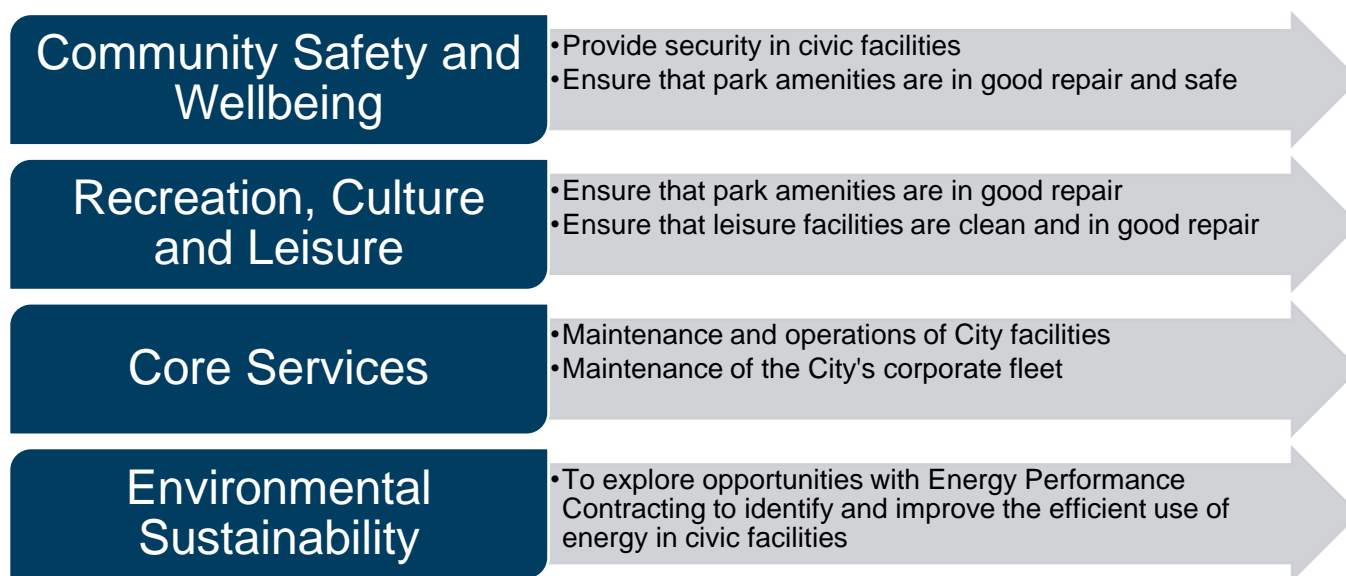 Community Safety and
Wellbeing
•Provide security in civic facilities
•Ensure that park amenities are in good repair and safe
Recreation, Culture
and Leisure
•Ensure that park amenities are in good repair
•Ensure that leisure facilities are clean and in good repair
Core Services
•Maintenance and operations of City facilities
•Maintenance of the City's corporate fleet
Environmental
Sustainability
•To explore opportunities with Energy Performance
Contracting to identify and improve the efficient use of
energy in civic facilities